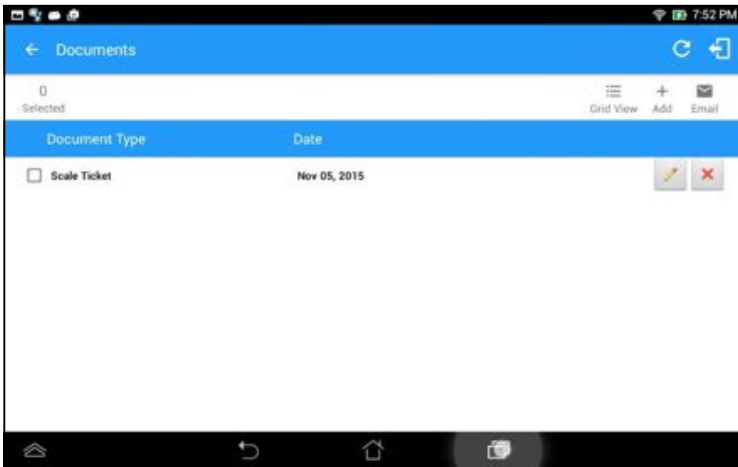 7:52 PM
Documents
0
Selected
Grid View Add Email
Document Type Date
Scale Ticket Nov 05, 2015